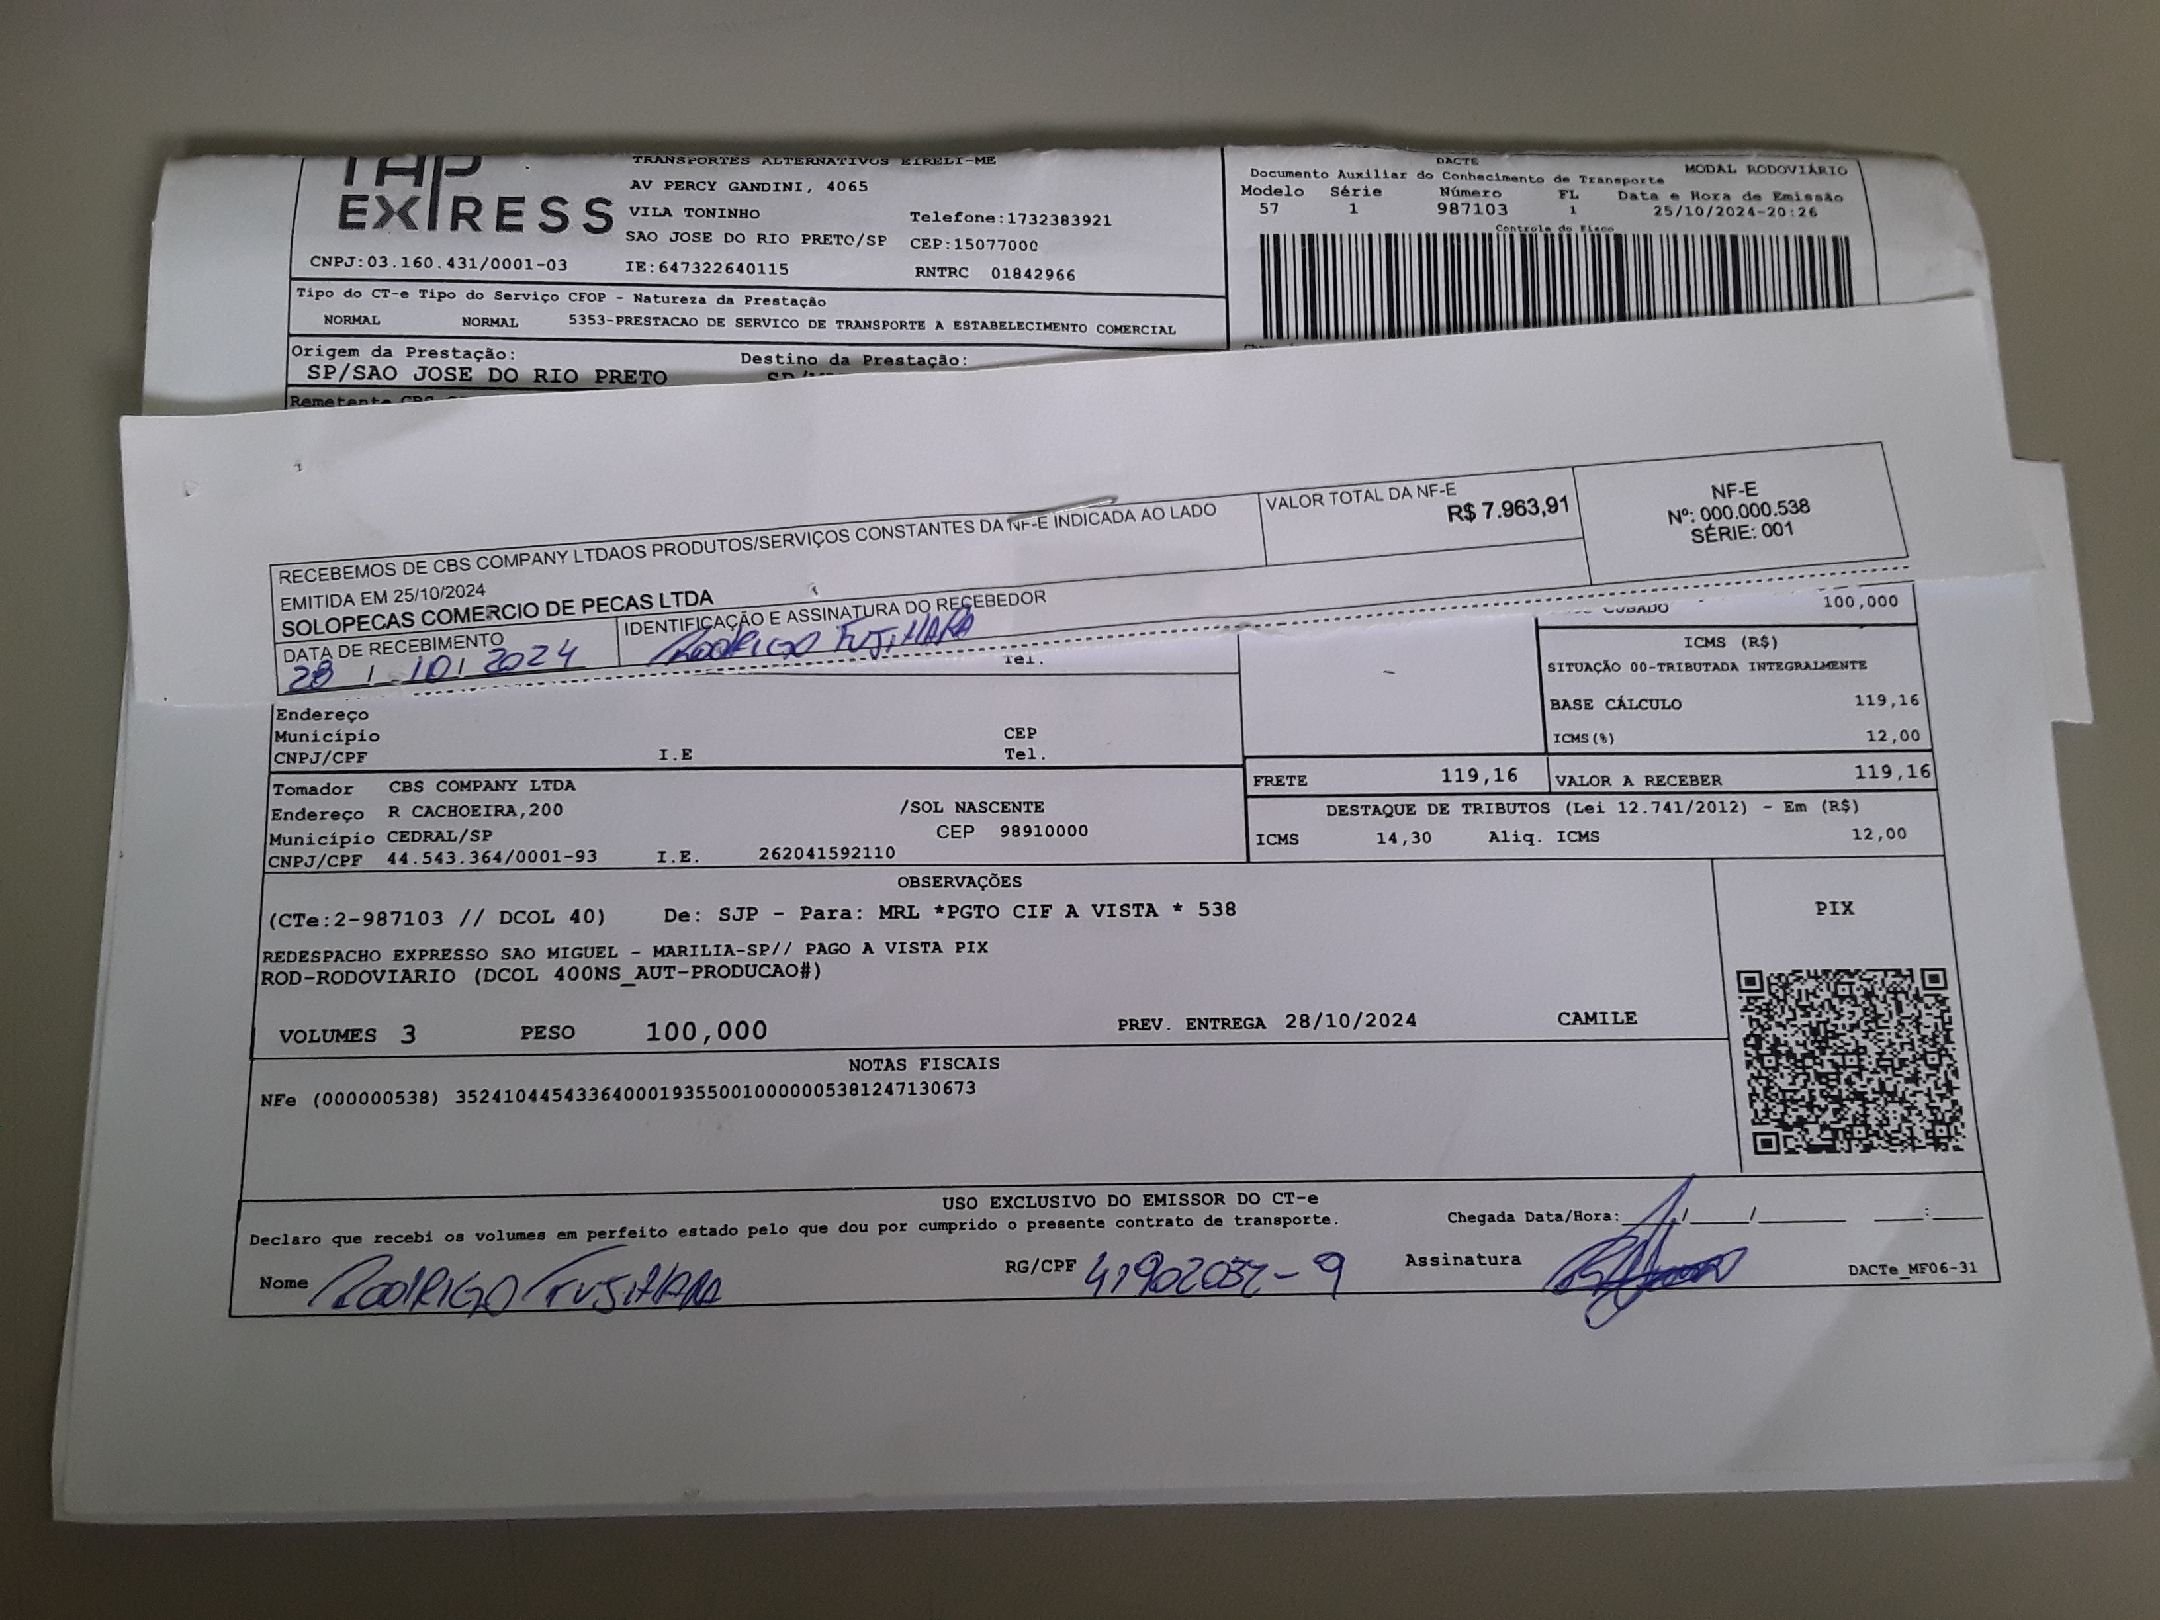 TAP
EXPRESS
TRANSPORTES ALTERNATIVOS EIRELI-ME
AV PERCY GANDINI, 4065
VILA TONINHO
Telefone:1732383921
SAO JOSE DO RIO PRETO/SP
CEP:15077000
CNPJ:03.160.431/0001-03
IE:647322640115
RNTRC 01842966
DACTE
MODAL RODOVIÁRIO
Documento Auxiliar do Conhecimento de Transporte
Modelo Série Número FL Data e Hora de Emissão
57 1 987103 1 25/10/2024-20:26
Controle do Fisco
Tipo do CT-e Tipo do Serviço CFOP - Natureza da Prestação
NORMAL NORMAL 5353-PRESTACAO DE SERVICO DE TRANSPORTE A ESTABELECIMENTO COMERCIAL
Origem da Prestação:
Destino da Prestação:
SP/SAO JOSE DO RIO PRETO
Remetente
RECEBEMOS DE CBS COMPANY LTDAOS PRODUTOS/SERVIÇOS CONSTANTES DA NF-E INDICADA AO LADO
VALOR TOTAL DA NF-E
R$ 7.963,91
NF-E
Nº: 000.000.538
SÉRIE: 001
EMITIDA EM 25/10/2024
SOLOPECAS COMERCIO DE PECAS LTDA
DATA DE RECEBIMENTO
IDENTIFICAÇÃO E ASSINATURA DO RECEBEDOR
28 / 10 / 2024
RODRIGO FUJIHARA
Tel.
CUBADO 100,000
ICMS (R$)
SITUAÇÃO 00-TRIBUTADA INTEGRALMENTE
BASE CÁLCULO 119,16
ICMS(%) 12,00
Endereço
Município CEP
CNPJ/CPF I.E Tel.
FRETE 119,16
VALOR A RECEBER 119,16
Tomador CBS COMPANY LTDA
Endereço R CACHOEIRA,200 /SOL NASCENTE
Município CEDRAL/SP CEP 98910000
CNPJ/CPF 44.543.364/0001-93 I.E. 262041592110
DESTAQUE DE TRIBUTOS (Lei 12.741/2012) - Em (R$)
ICMS 14,30 Aliq. ICMS 12,00
OBSERVAÇÕES
(CTe:2-987103 // DCOL 40) De: SJP - Para: MRL *PGTO CIF A VISTA * 538
REDESPACHO EXPRESSO SAO MIGUEL - MARILIA-SP// PAGO A VISTA PIX
ROD-RODOVIARIO (DCOL 400NS_AUT-PRODUCAO#)
PIX
VOLUMES 3 PESO 100,000 PREV. ENTREGA 28/10/2024 CAMILE
NOTAS FISCAIS
NFe (000000538) 35241044543364000193550010000005381247130673
USO EXCLUSIVO DO EMISSOR DO CT-e
Declaro que recebi os volumes em perfeito estado pelo que dou por cumprido o presente contrato de transporte.
Chegada Data/Hora: / / :
Nome RODRIGO FUJIHARA
RG/CPF
Assinatura
DACTe_MF06-31